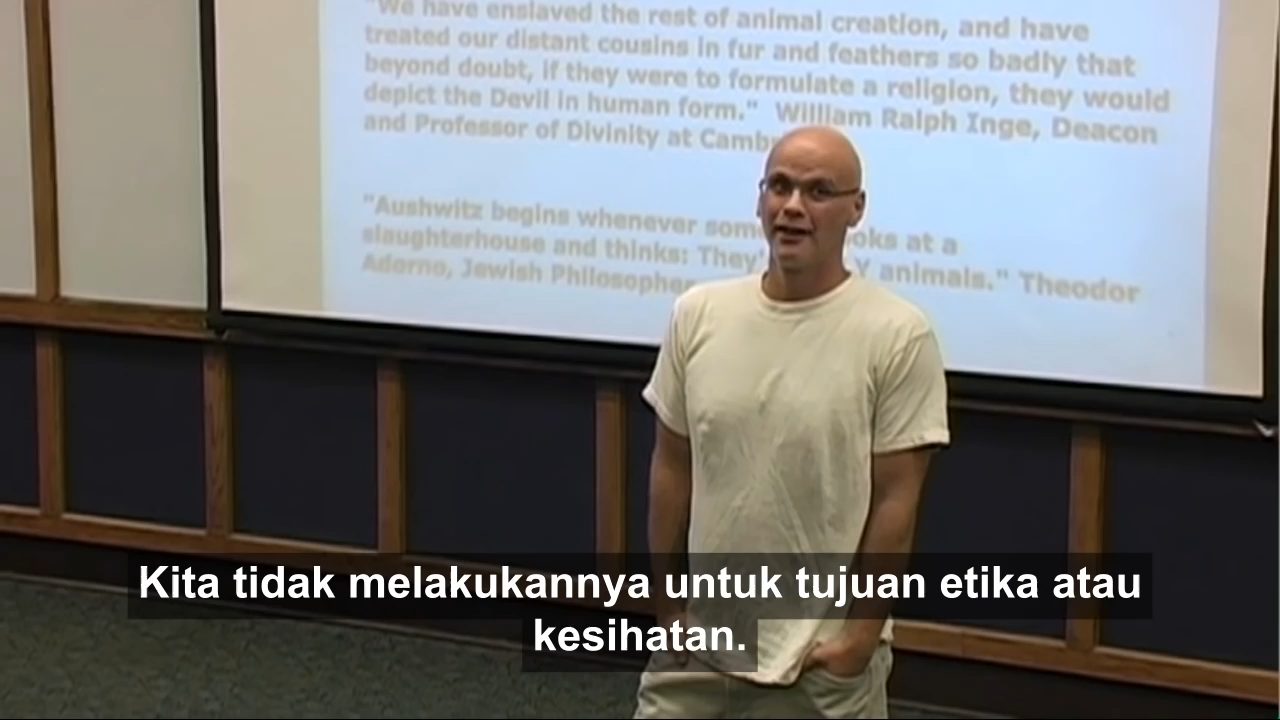 "We have enslaved the rest of animal creation, and have
treated our distant cousins in fur and feathers so badly that
beyond doubt, if they were to formulate a religion, they would
depict the Devil in human form." William Ralph Inge, Deacon
and Professor of Divinity at
"Aushwitz begins whenever at a
slaughterhouse and thinks: animals." Theodor
Adorno, Jewish Philosopher
Kita tidak melakukannya untuk tujuan etika atau
kesihatan.